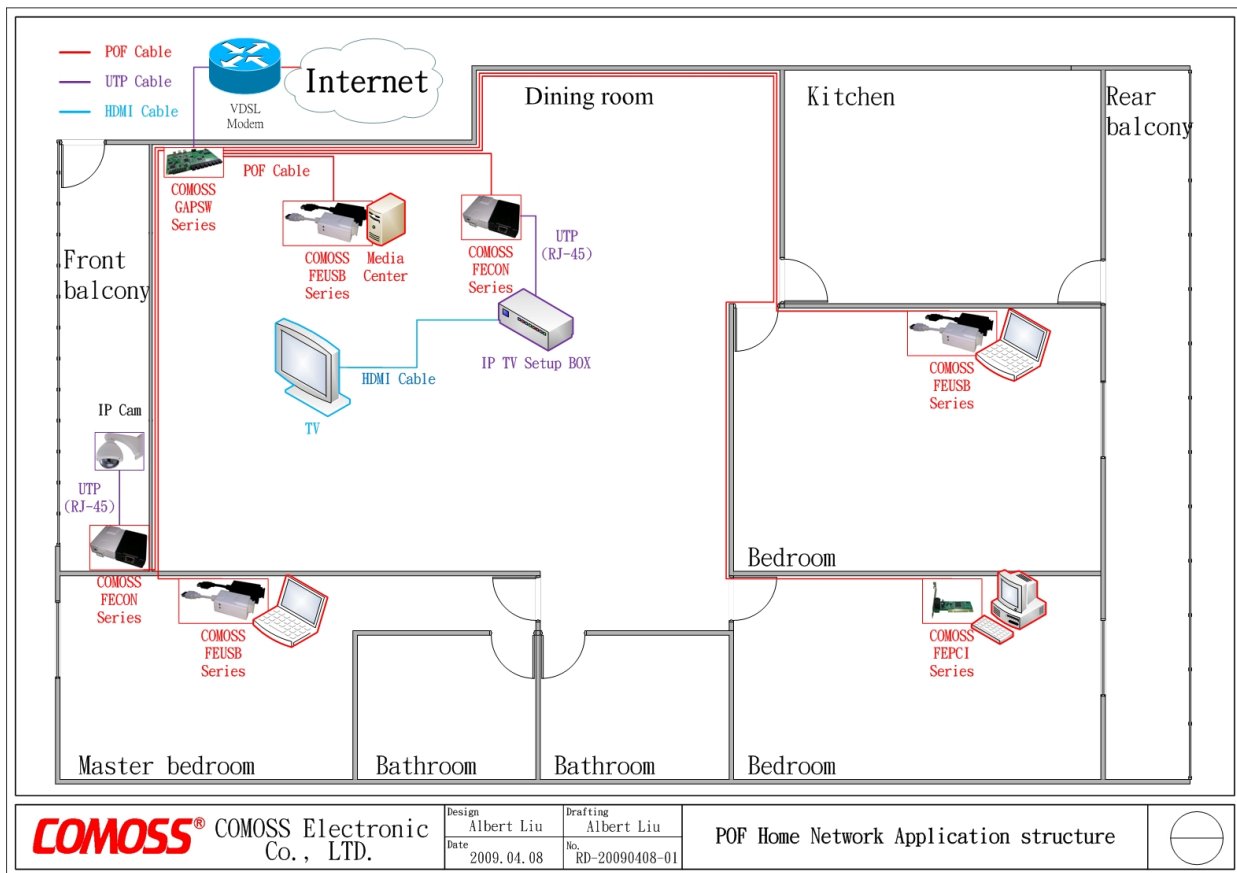 POF Cable
UTP Cable
HDMI Cable
VDSL
Modem
Internet
Dining room
Kitchen
Rear
balcony
COMOSS
GAPSW
Series
POF Cable
COMOSS
FEUSB
Series
Media
Center
COMOSS
FECON
Series
UTP
(RJ-45)
Front
balcony
IP TV Setup BOX
HDMI Cable
TV
COMOSS
FEUSB
Series
IP Cam
UTP
(RJ-45)
COMOSS
FECON
Series
Bedroom
COMOSS
FEUSB
Series
COMOSS
FEPCI
Series
Master bedroom
Bathroom
Bathroom
Bedroom
COMOSS®
COMOSS Electronic
Co., LTD.
Design
Albert Liu
Drafting
Albert Liu
Date
2009.04.08
No.
RD-20090408-01
POF Home Network Application structure